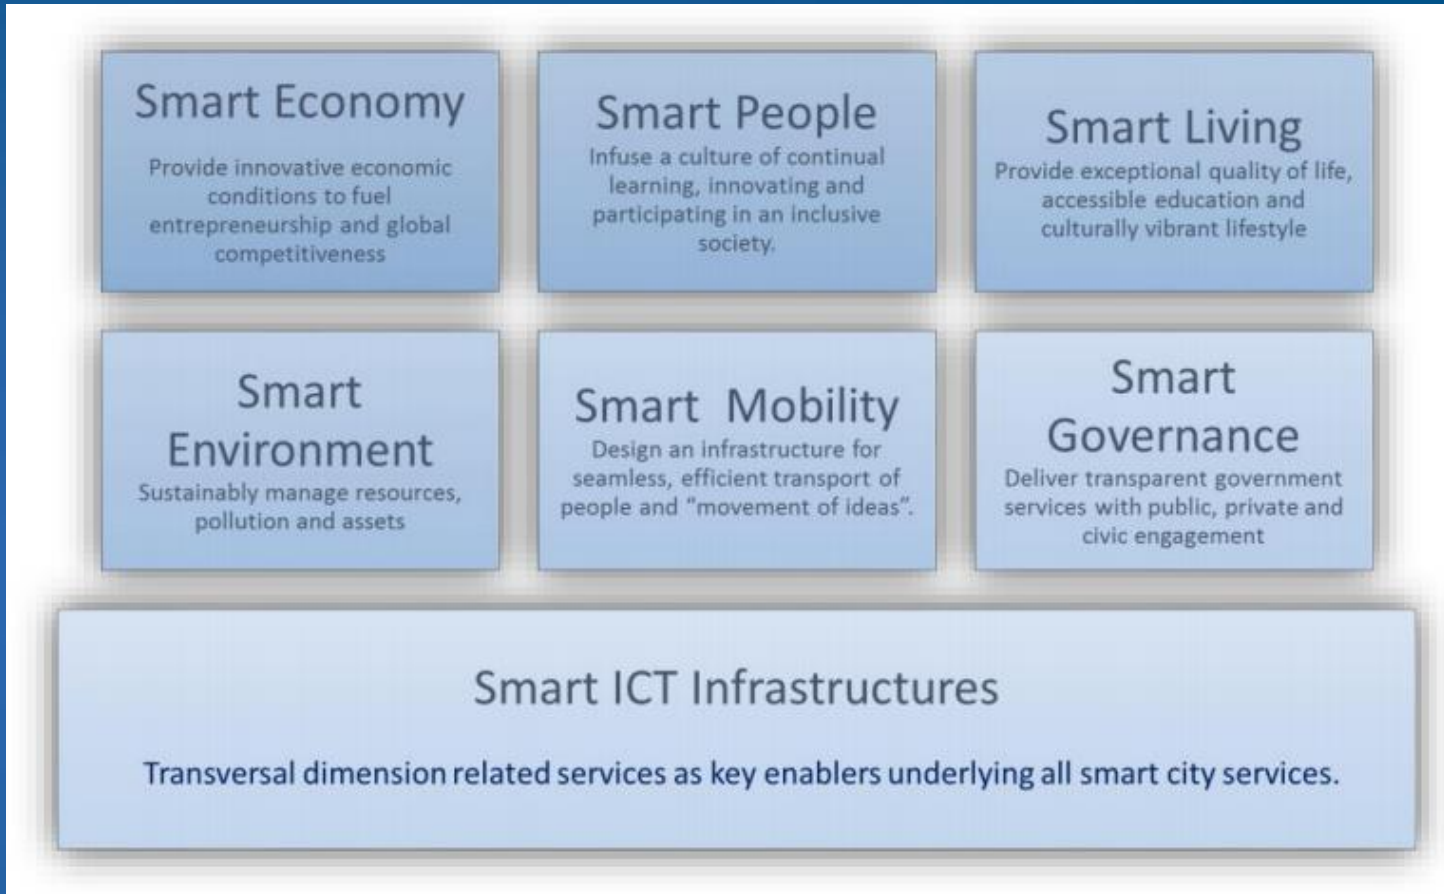 Smart Economy
Provide innovative economic
conditions to fuel
entrepreneurship and global
competitiveness
Smart People
Infuse a culture of continual
learning, innovating and
participating in an inclusive
society.
Smart Living
Provide exceptional quality of life,
accessible education and
culturally vibrant lifestyle
Smart
Environment
Sustainably manage resources,
pollution and assets
Smart Mobility
Design an infrastructure for
seamless, efficient transport of
people and “movement of ideas”.
Smart
Governance
Deliver transparent government
services with public, private and
civic engagement
Smart ICT Infrastructures
Transversal dimension related services as key enablers underlying all smart city services.